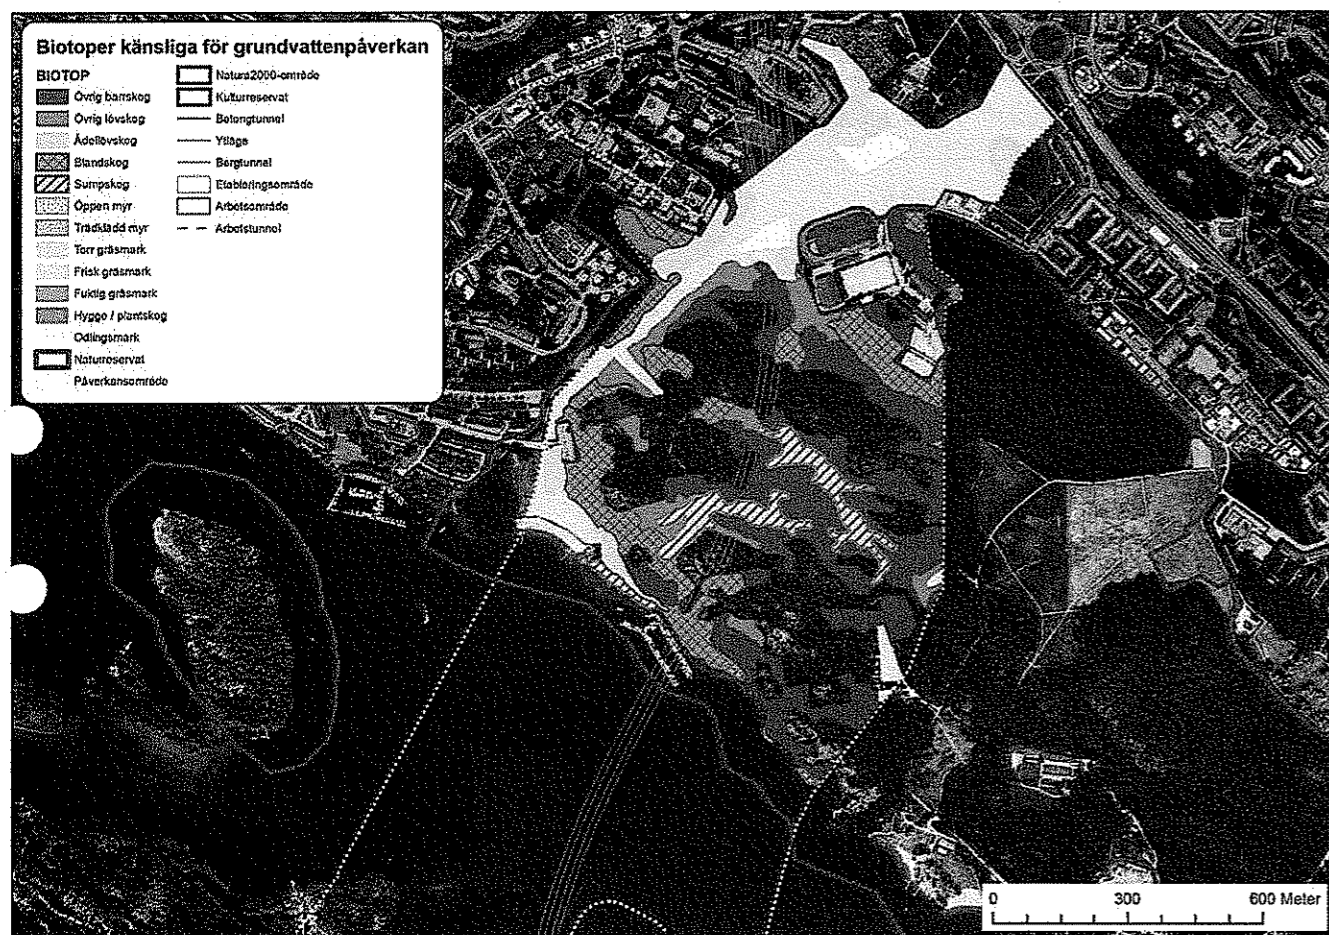 Biotoper känsliga för grundvattenpåverkan
BIOTOP
Övrig barrskog
Övrig lövskog
Ädellövskog
Blandskog
Sumpskog
Öppen myr
Trädklädd myr
Torr gräsmark
Frisk gräsmark
Fuktig gräsmark
Hygge / plantskog
Odlingsmark
Naturreservat
Påverkansområde
Natura2000-område
Kulturreservat
Betongtunnel
Ytläge
Bergtunnel
Etableringsområde
Arbetsområde
Arbetstunnel
0 300 600 Meter